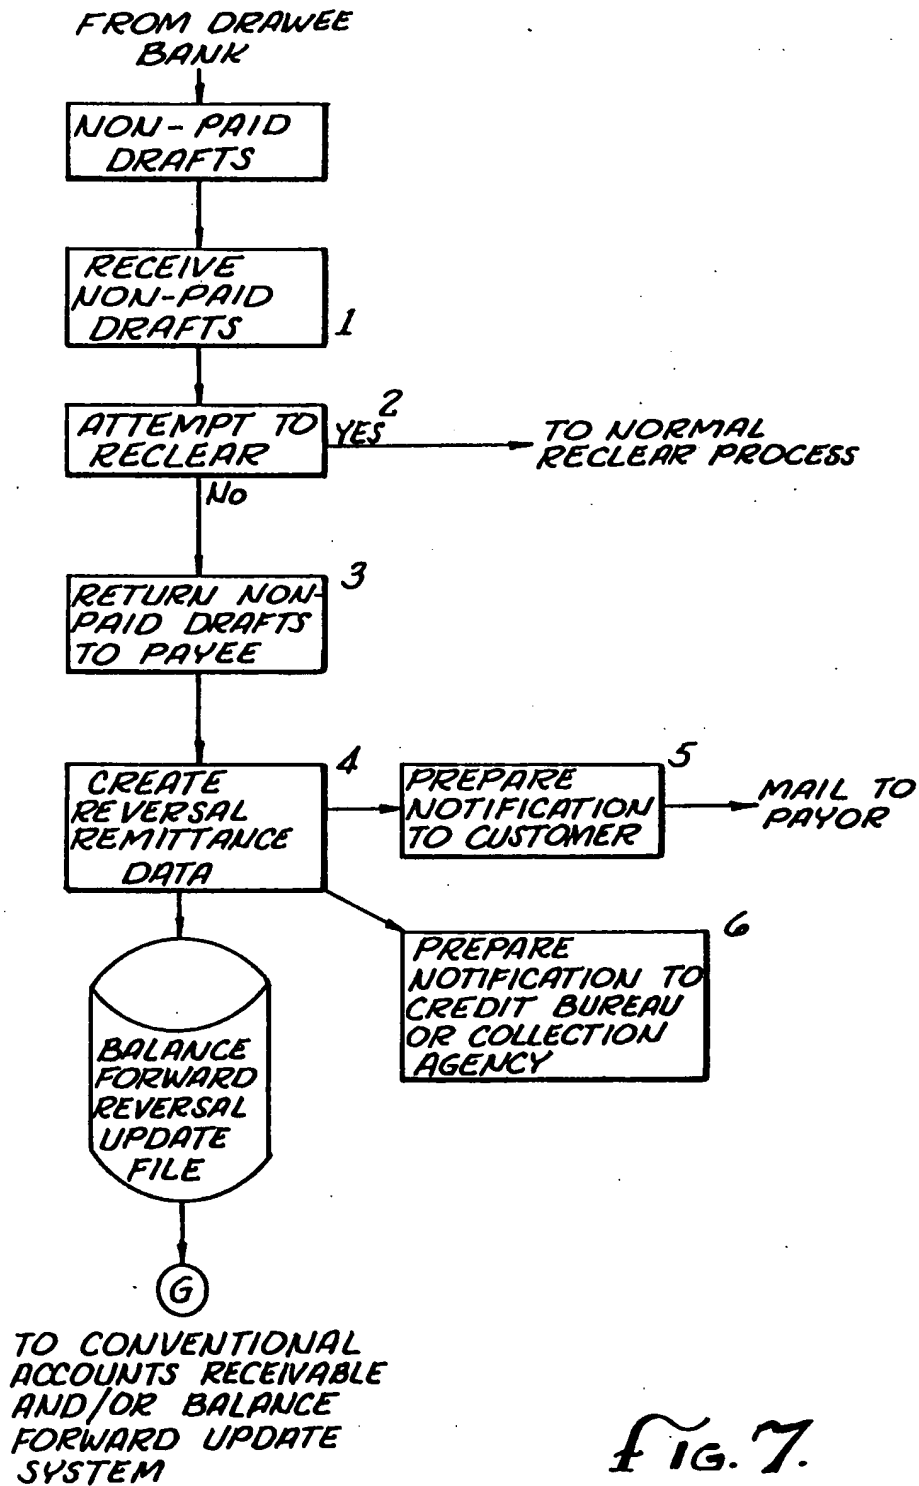 FROM DRAWEE
BANK
NON-PAID
DRAFTS
RECEIVE
NON-PAID
DRAFTS
1
ATTEMPT TO
RECLEAR
2
YES
TO NORMAL
RECLEAR PROCESS
NO
3
RETURN NON-
PAID DRAFTS
TO PAYEE
4
CREATE
REVERSAL
REMITTANCE
DATA
5
PREPARE
NOTIFICATION
TO CUSTOMER
MAIL TO
PAYOR
6
PREPARE
NOTIFICATION TO
CREDIT BUREAU
OR COLLECTION
AGENCY
BALANCE
FORWARD
REVERSAL
UPDATE
FILE
G
TO CONVENTIONAL
ACCOUNTS RECEIVABLE
AND/OR BALANCE
FORWARD UPDATE
SYSTEM
FIG. 7.